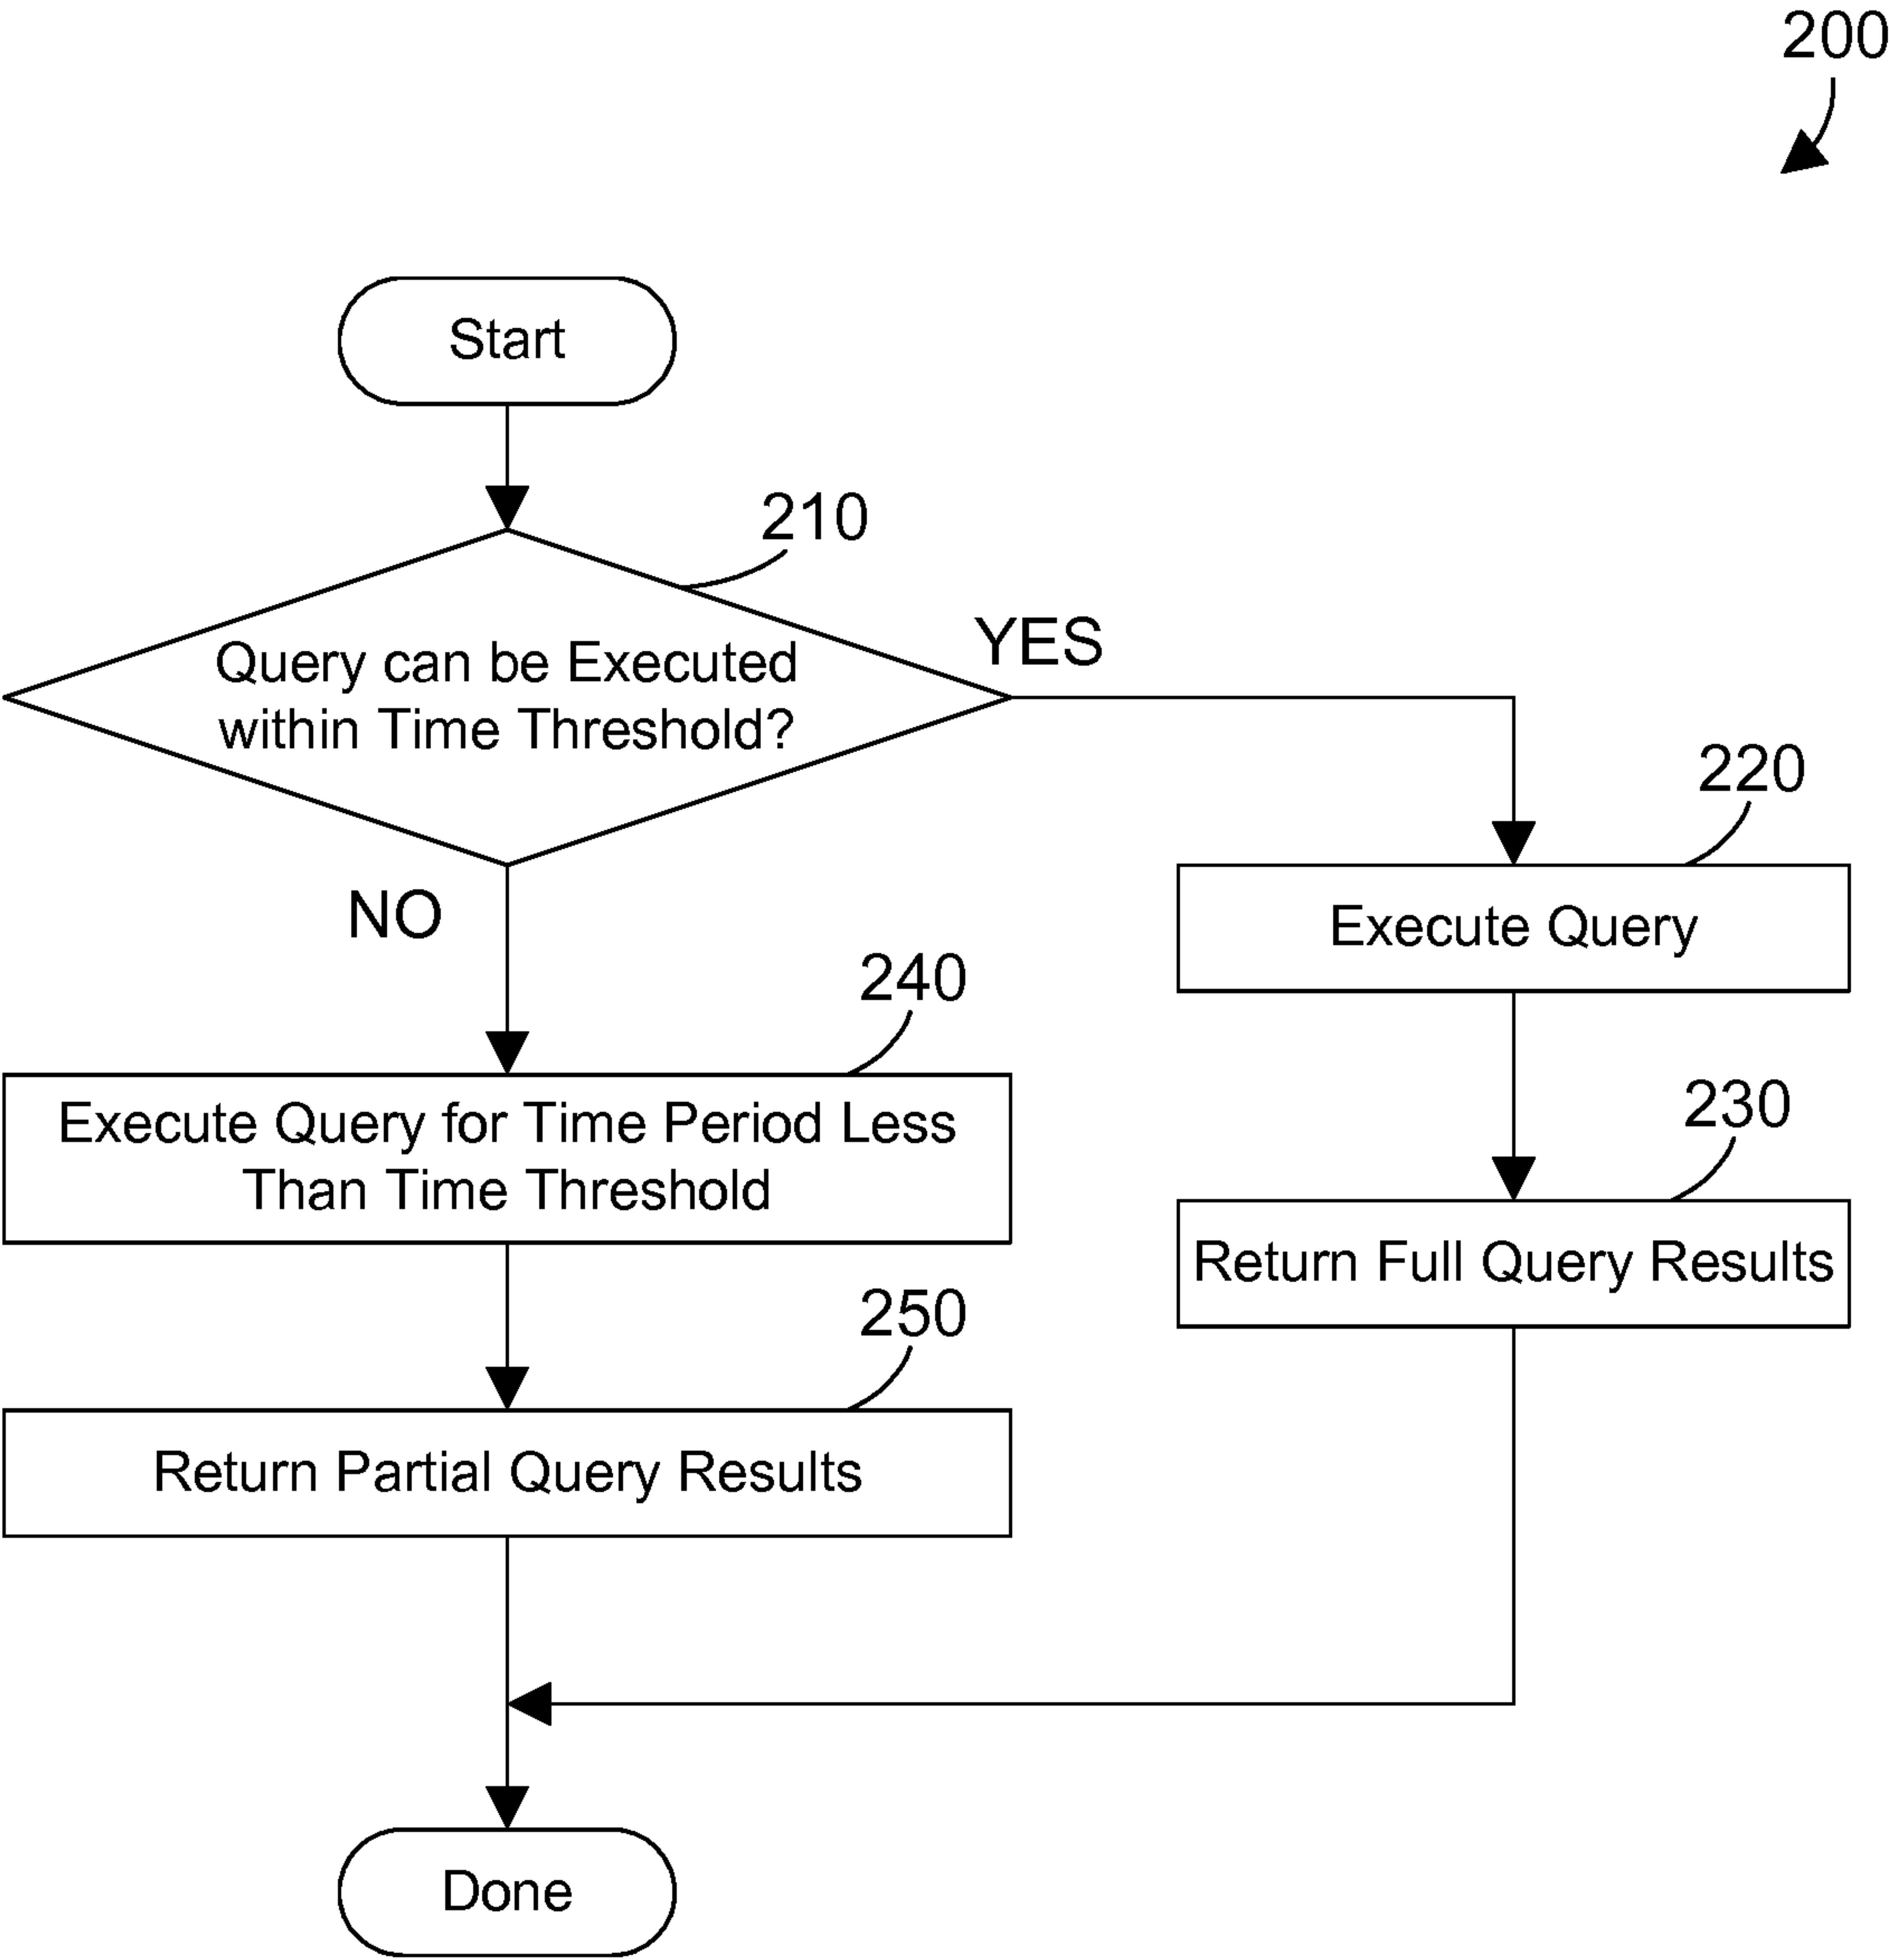 200
Start
210
Query can be Executed
within Time Threshold?
YES
NO
220
Execute Query
240
Execute Query for Time Period Less
Than Time Threshold
230
Return Full Query Results
250
Return Partial Query Results
Done